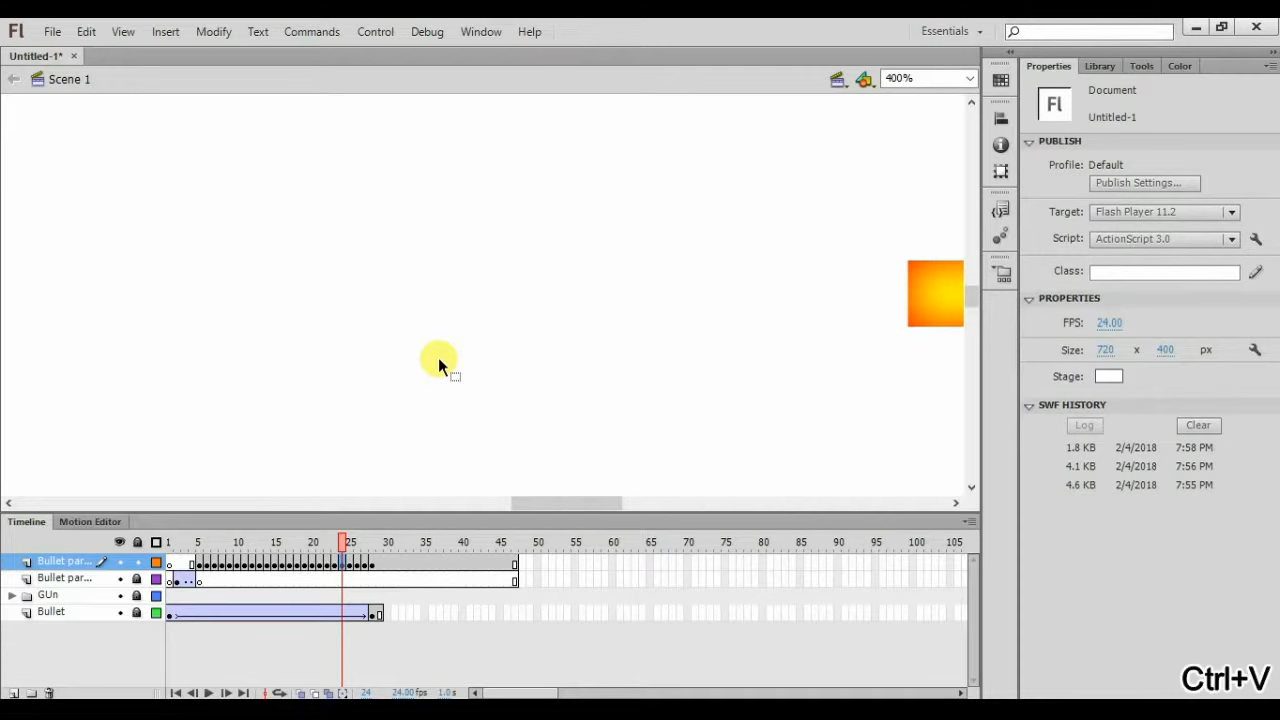 Fl File Edit View Insert Modify Text Commands Control Debug Window Help Essentials
Untitled-1* × Properties Library Tools Color
Scene 1 400%
Fl Document
Untitled-1
PUBLISH
Profile: Default
Publish Settings...
Target: Flash Player 11.2
Script: ActionScript 3.0
Class:
PROPERTIES
FPS: 24.00
Size: 720 x 400 px
Stage:
SWF HISTORY
Log Clear
1.8 KB 2/4/2018 7:58 PM
4.1 KB 2/4/2018 7:56 PM
4.6 KB 2/4/2018 7:55 PM
Timeline Motion Editor
1 5 10 15 20 25 30 35 40 45 50 55 60 65 70 75 80 85 90 95 100 105
Bullet par...
Bullet par...
GUn
Bullet
24 24.00 fps 1.0 s
Ctrl+V